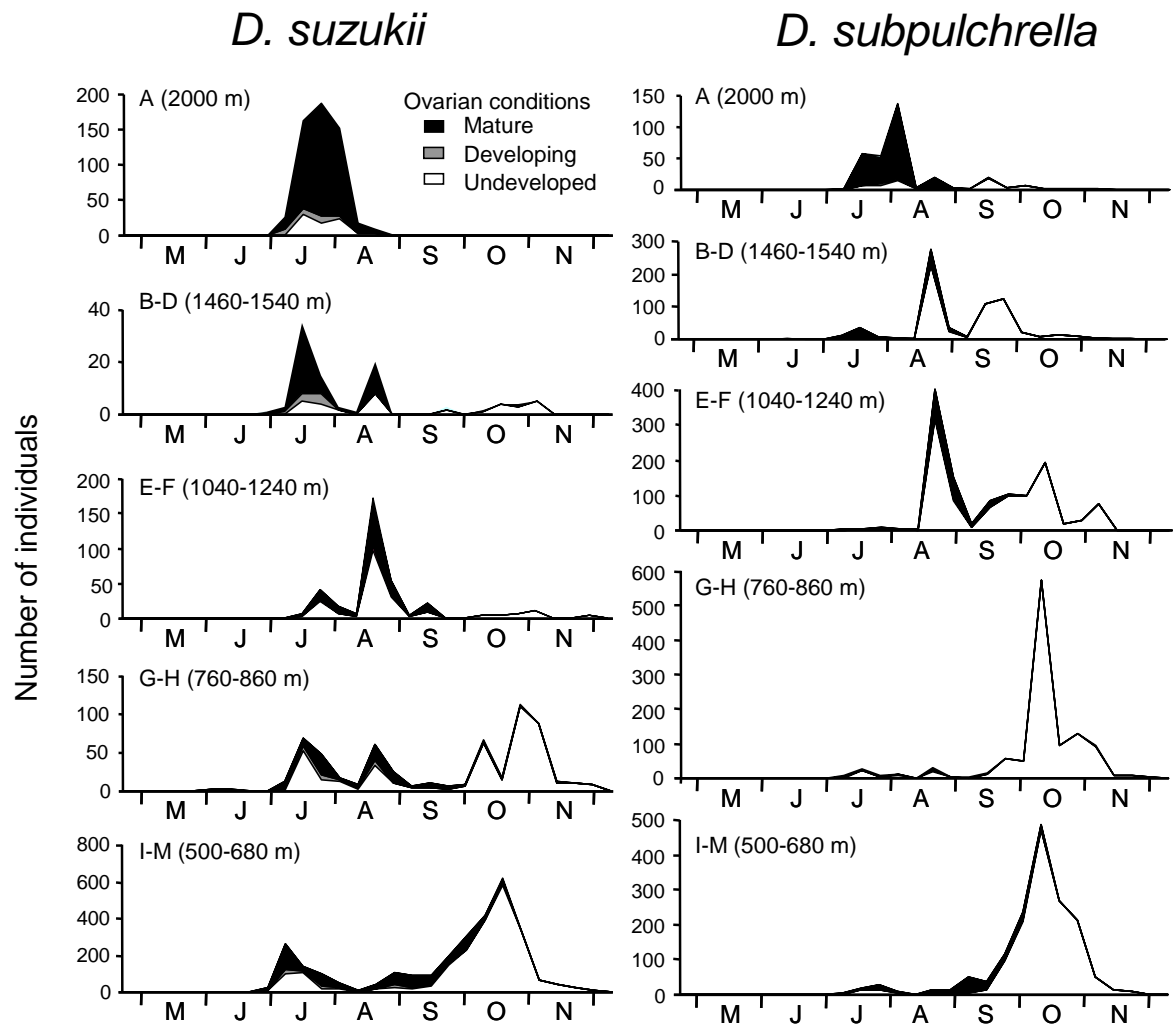 D. suzukii
D. subpulchrella
Number of individuals
A (2000 m)
Ovarian conditions
Mature
Developing
Undeveloped
200
150
100
50
0
M J J A S O N
B-D (1460-1540 m)
40
20
0
M J J A S O N
E-F (1040-1240 m)
200
150
100
50
0
M J J A S O N
G-H (760-860 m)
150
100
50
0
M J J A S O N
I-M (500-680 m)
800
600
400
200
0
M J J A S O N
A (2000 m)
150
100
50
0
M J J A S O N
B-D (1460-1540 m)
300
200
100
0
M J J A S O N
E-F (1040-1240 m)
400
300
200
100
0
M J J A S O N
G-H (760-860 m)
600
500
400
300
200
100
0
M J J A S O N
I-M (500-680 m)
500
400
300
200
100
0
M J J A S O N